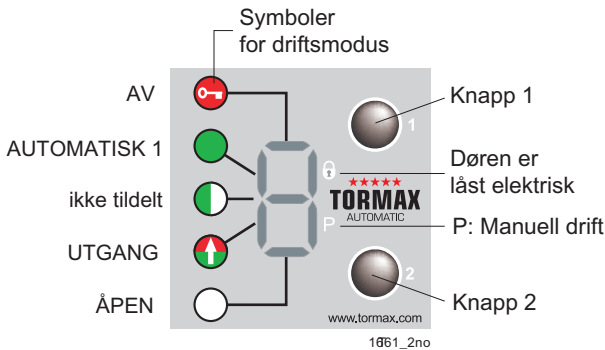 Symboler
for driftsmodus
AV
AUTOMATISK 1
ikke tildelt
UTGANG
ÅPEN
1
TORMAX
AUTOMATIC
P
2
www.tormax.com
Knapp 1
Døren er
låst elektrisk
P: Manuell drift
Knapp 2